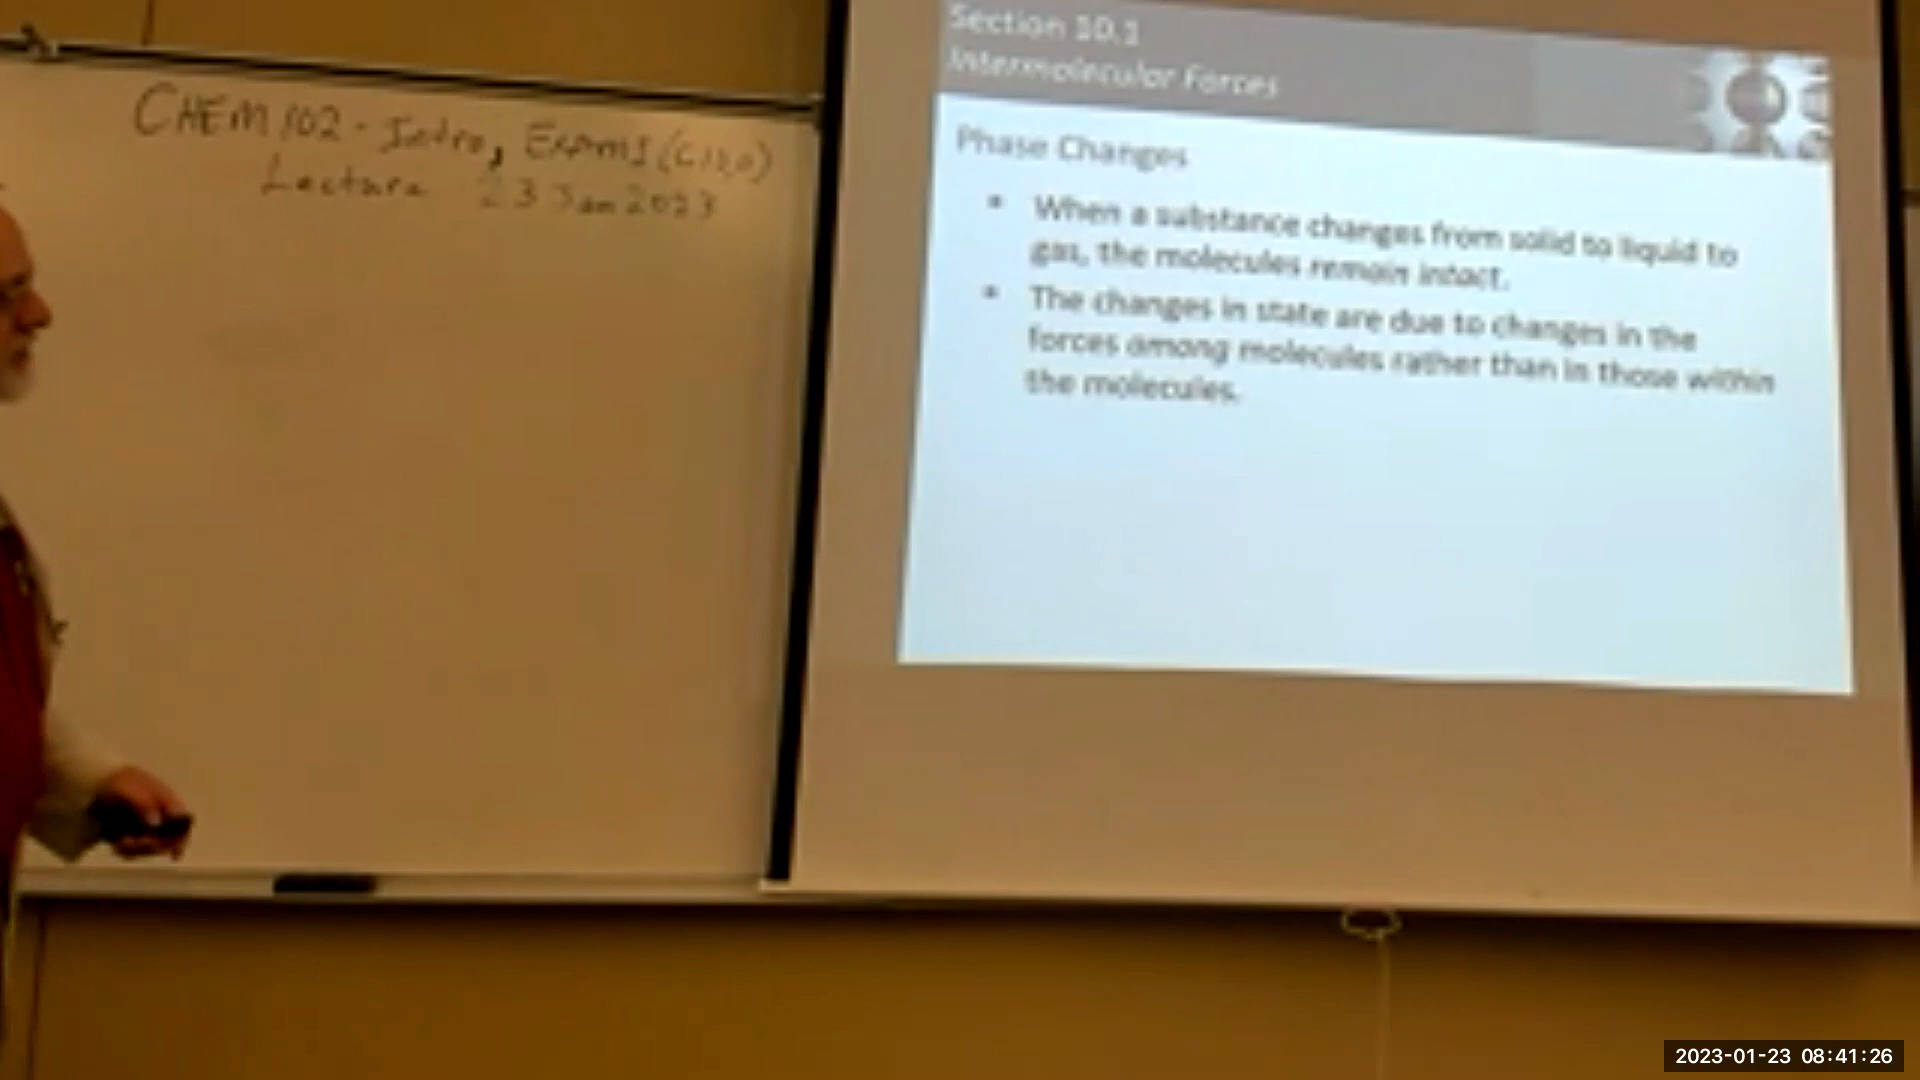 CHEM 102 - Intro, Exam 1
Lecture 23 Jan 2023
Section 10.1
Intermolecular Forces
Phase Changes
• When a substance changes from solid to liquid to
gas, the molecules remain intact.
• The changes in state are due to changes in the
forces among molecules rather than in those within
the molecules.
2023-01-23 08:41:26